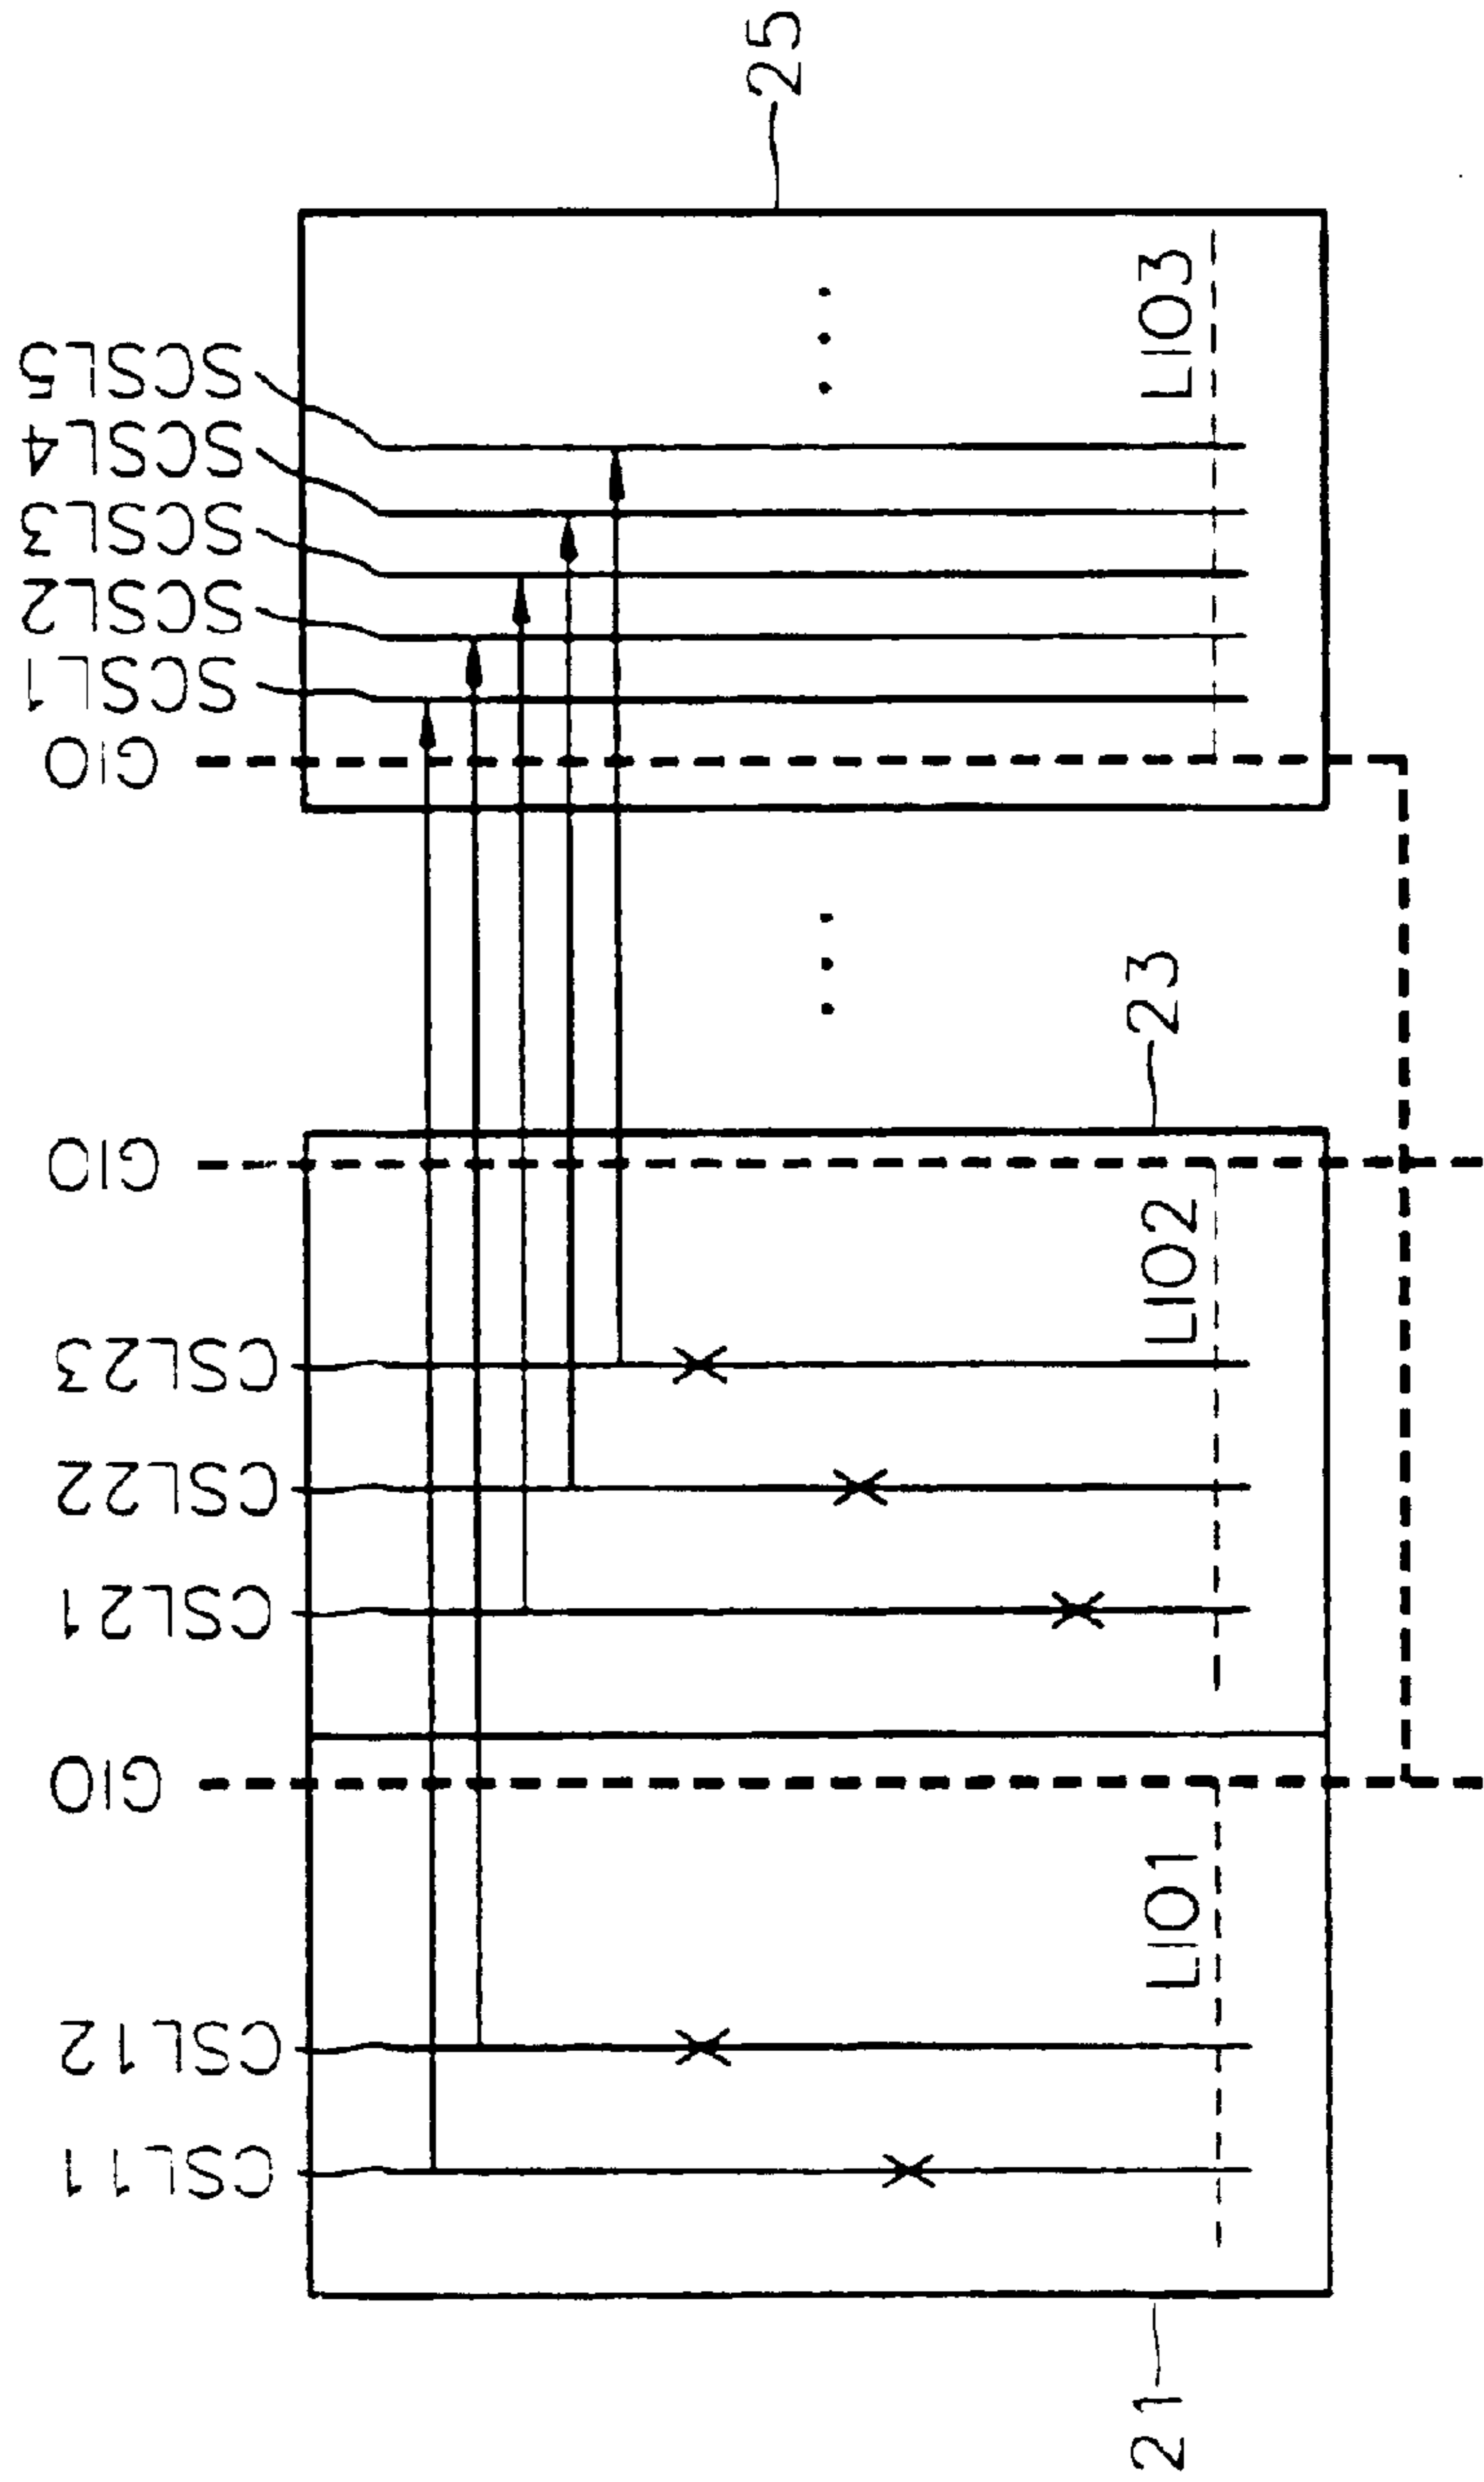 CSL11
CSL12
GIO
CSL21
CSL22
CSL23
GIO
GIO
SCSL1
SCSL2
SCSL3
SCSL4
SCSL5
LIO1
LIO2
LIO3
21
23
25